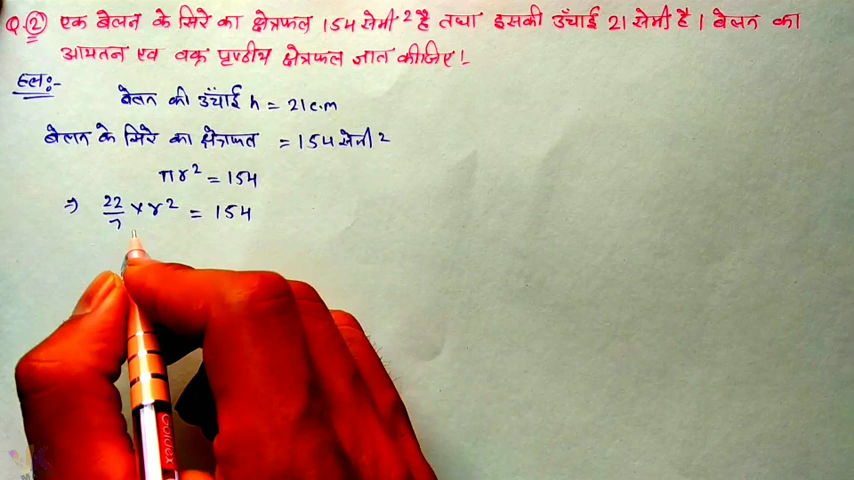 Q.② एक बेलन के सिरे का क्षेत्रफल 154 सेमी² है तथा इसकी ऊँचाई 21 सेमी है। बेलन का
आयतन एवं वक्र पृष्ठीय क्षेत्रफल ज्ञात कीजिए।
हल:-
बेलन की ऊँचाई h = 21 c.m
बेलन के सिरे का क्षेत्रफल = 154 सेमी²
πr² = 154
⇒ 22/7 × r² = 154